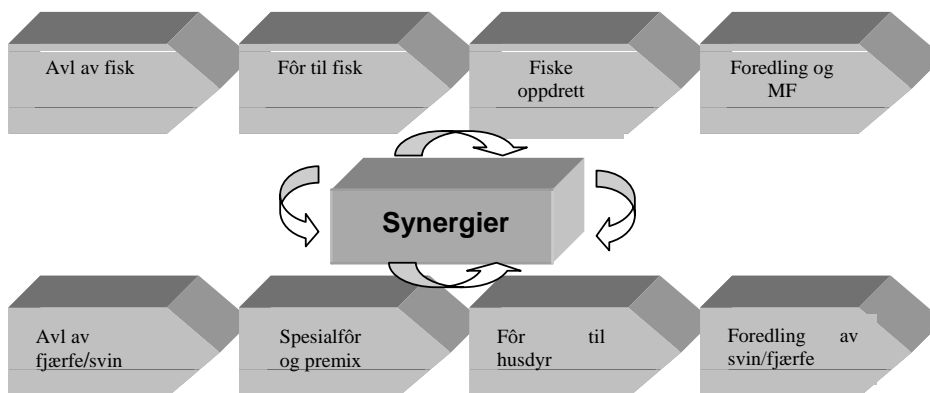 Avl av fisk
Fôr til fisk
Fiske
oppdrett
Foredling og
MF
Synergier
Avl av
fjærfe/svin
Spesialfôr
og premix
Fôr til
husdyr
Foredling av
svin/fjærfe